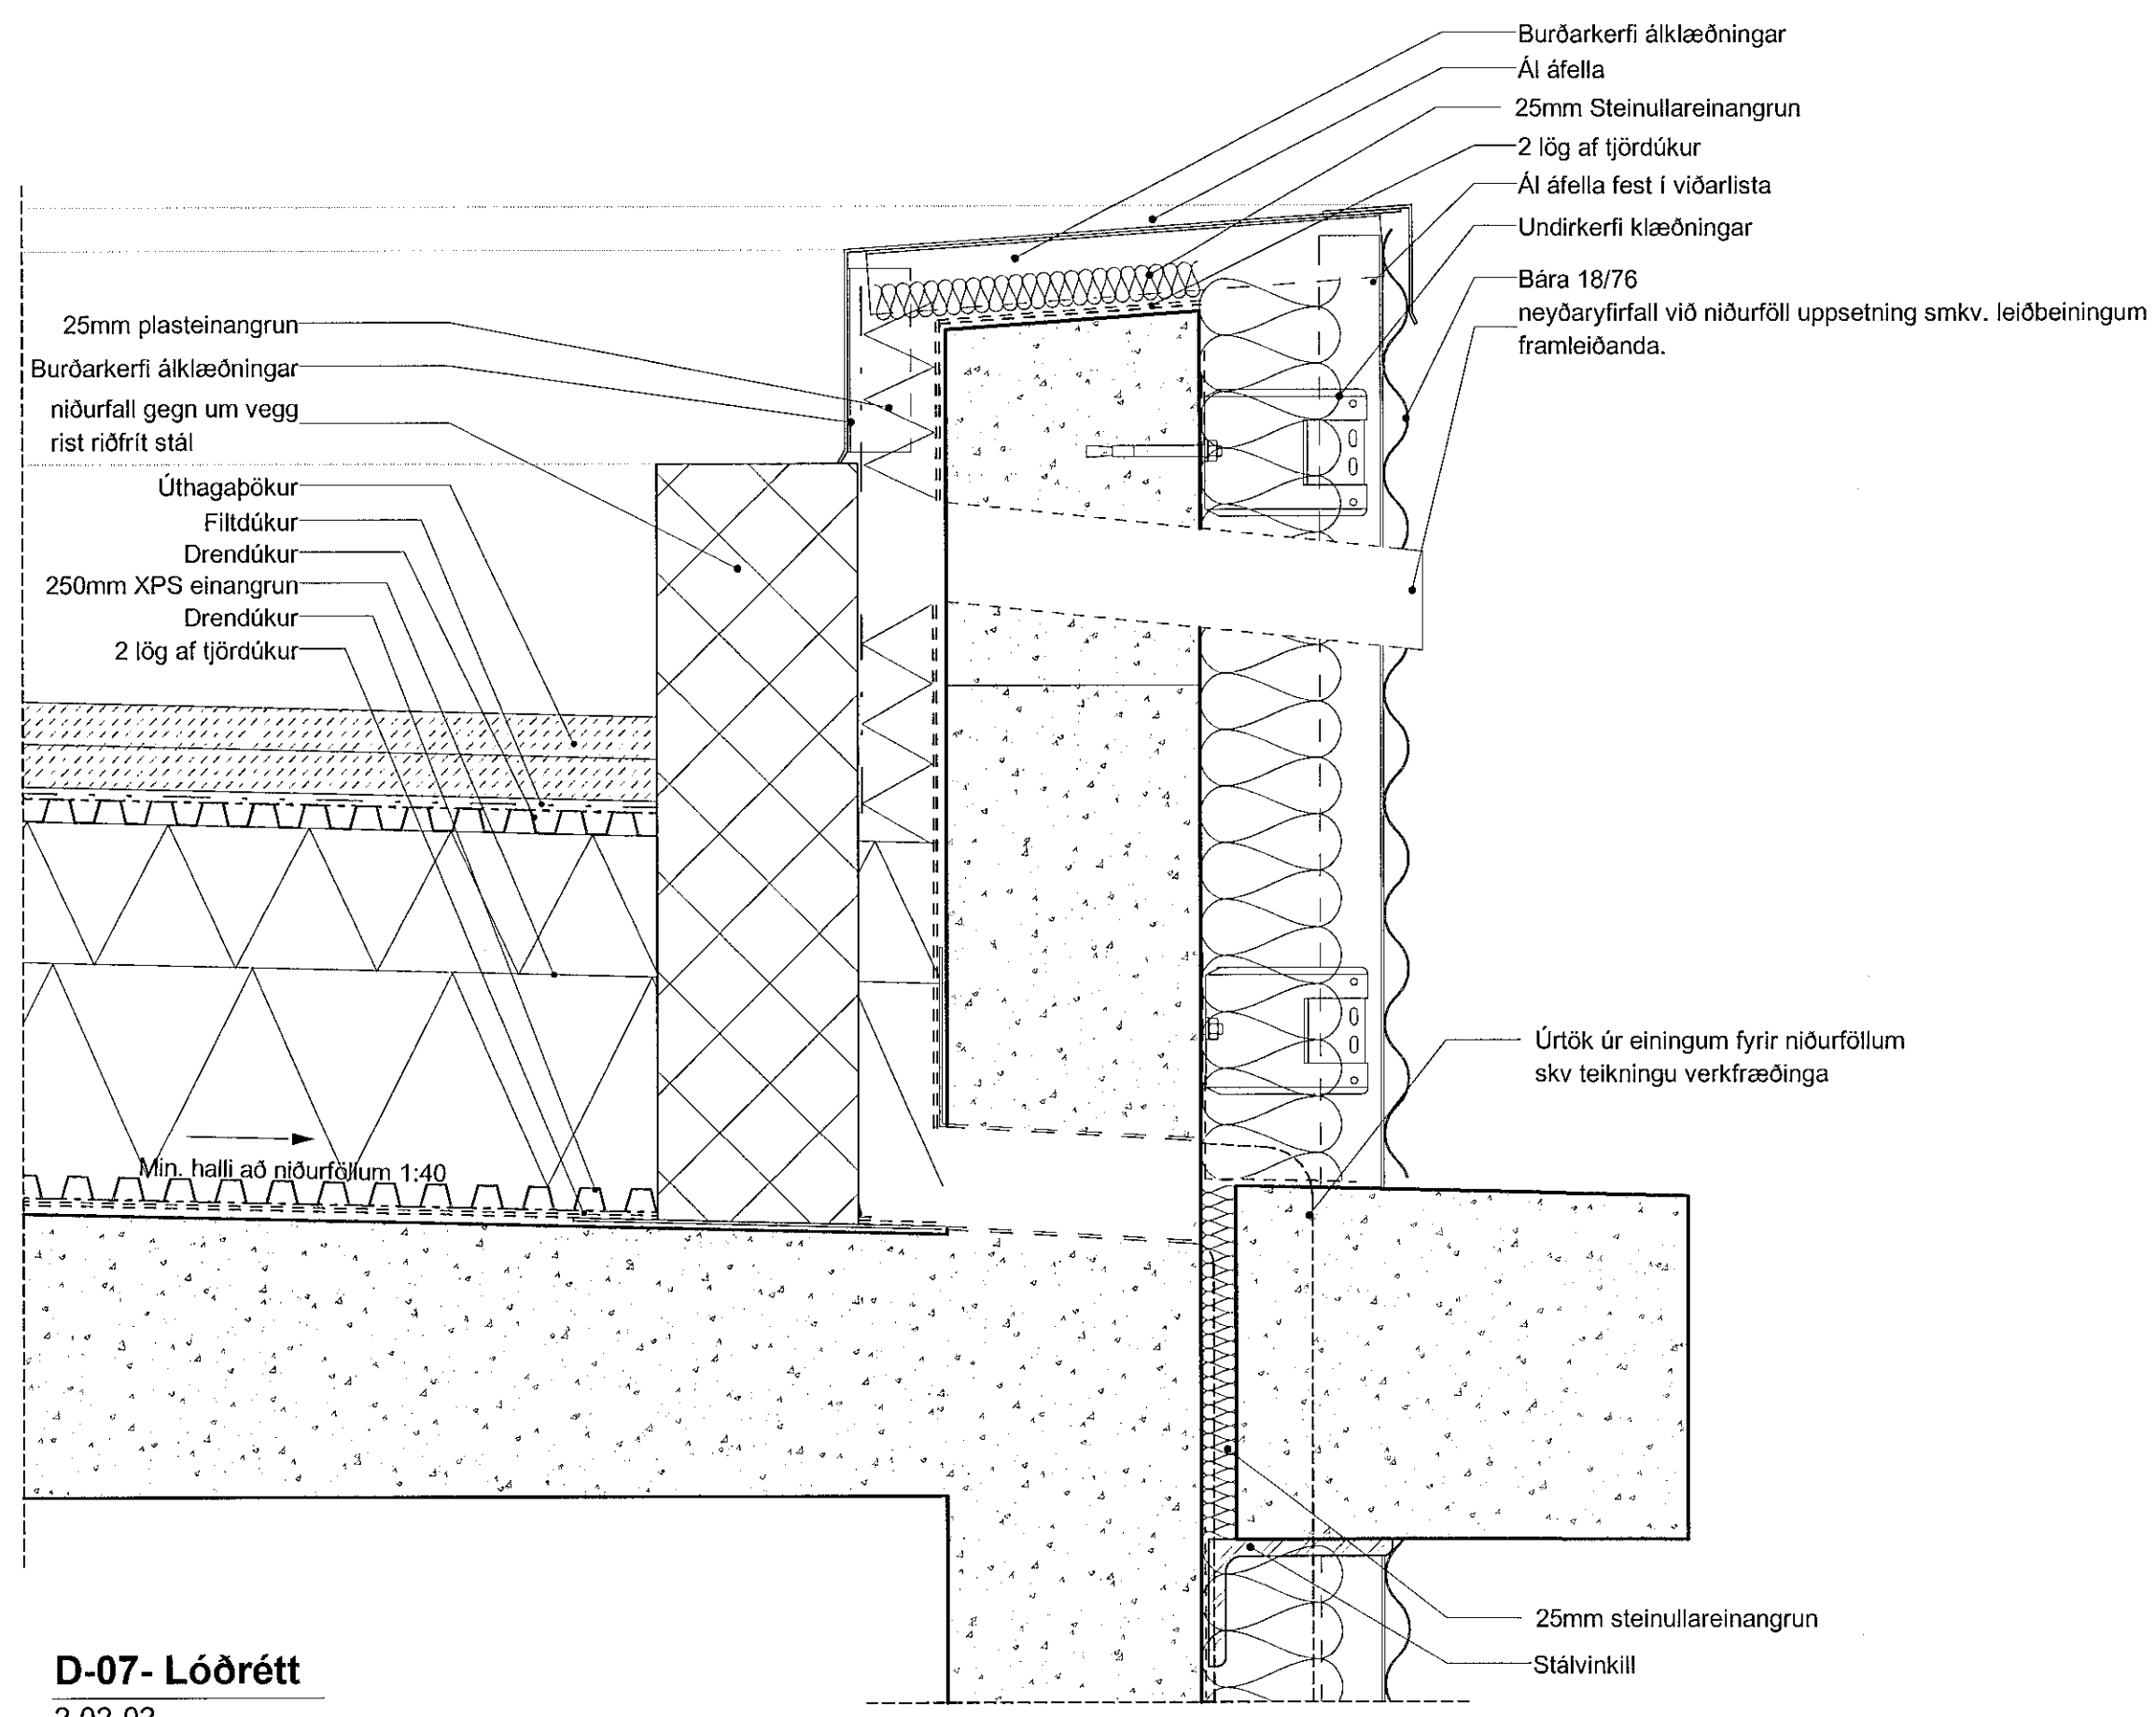 Burðarkerfi álklæðningar
Ál áfella
25mm Steinullareinangrun
2 lög af tjördúkur
Ál áfella fest í viðarlista
Undirkerfi klæðningar
Bára 18/76
neyðaryfirfall við niðurföll uppsetning smkv. leiðbeiningum
framleiðanda.
25mm plasteinangrun
Burðarkerfi álklæðningar
niðurfall gegn um vegg
rist riðfrít stál
Úthagaþökur
Filtdúkur
Drendúkur
250mm XPS einangrun
Drendúkur
2 lög af tjördúkur
Úrtök úr einingum fyrir niðurföllum
skv teikningu verkfræðinga
Min. halli að niðurföllum 1:40
25mm steinullareinangrun
Stálvinkill
D-07- Lóðrétt